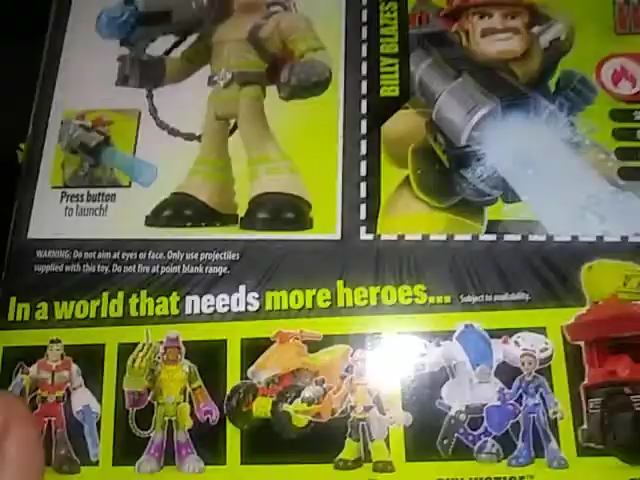 BILLY BLAZES
Press button
to launch!
WARNING: Do not aim at eyes or face. Only use projectiles
supplied with this toy. Do not fire at point blank range.
In a world that needs more heroes... Subject to availability.